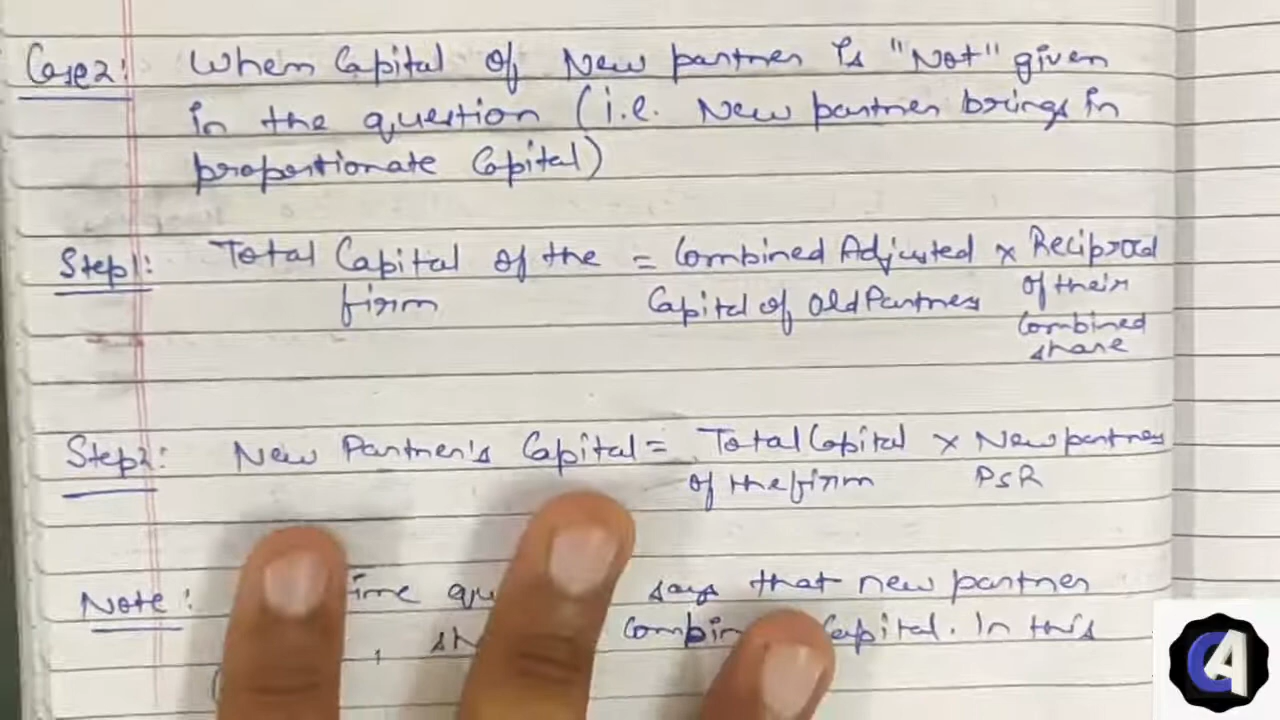 Case 2: When Capital of New partner is "Not" given
in the question (i.e. New partner brings in
proportionate Capital)
Step 1: Total Capital of the firm = Combined Adjusted Capital of Old Partners × Reciprocal of their combined share
Step 2: New Partner's Capital = Total Capital of the firm × New partner PSR
Note: says that new partner
Capital. In this
CA